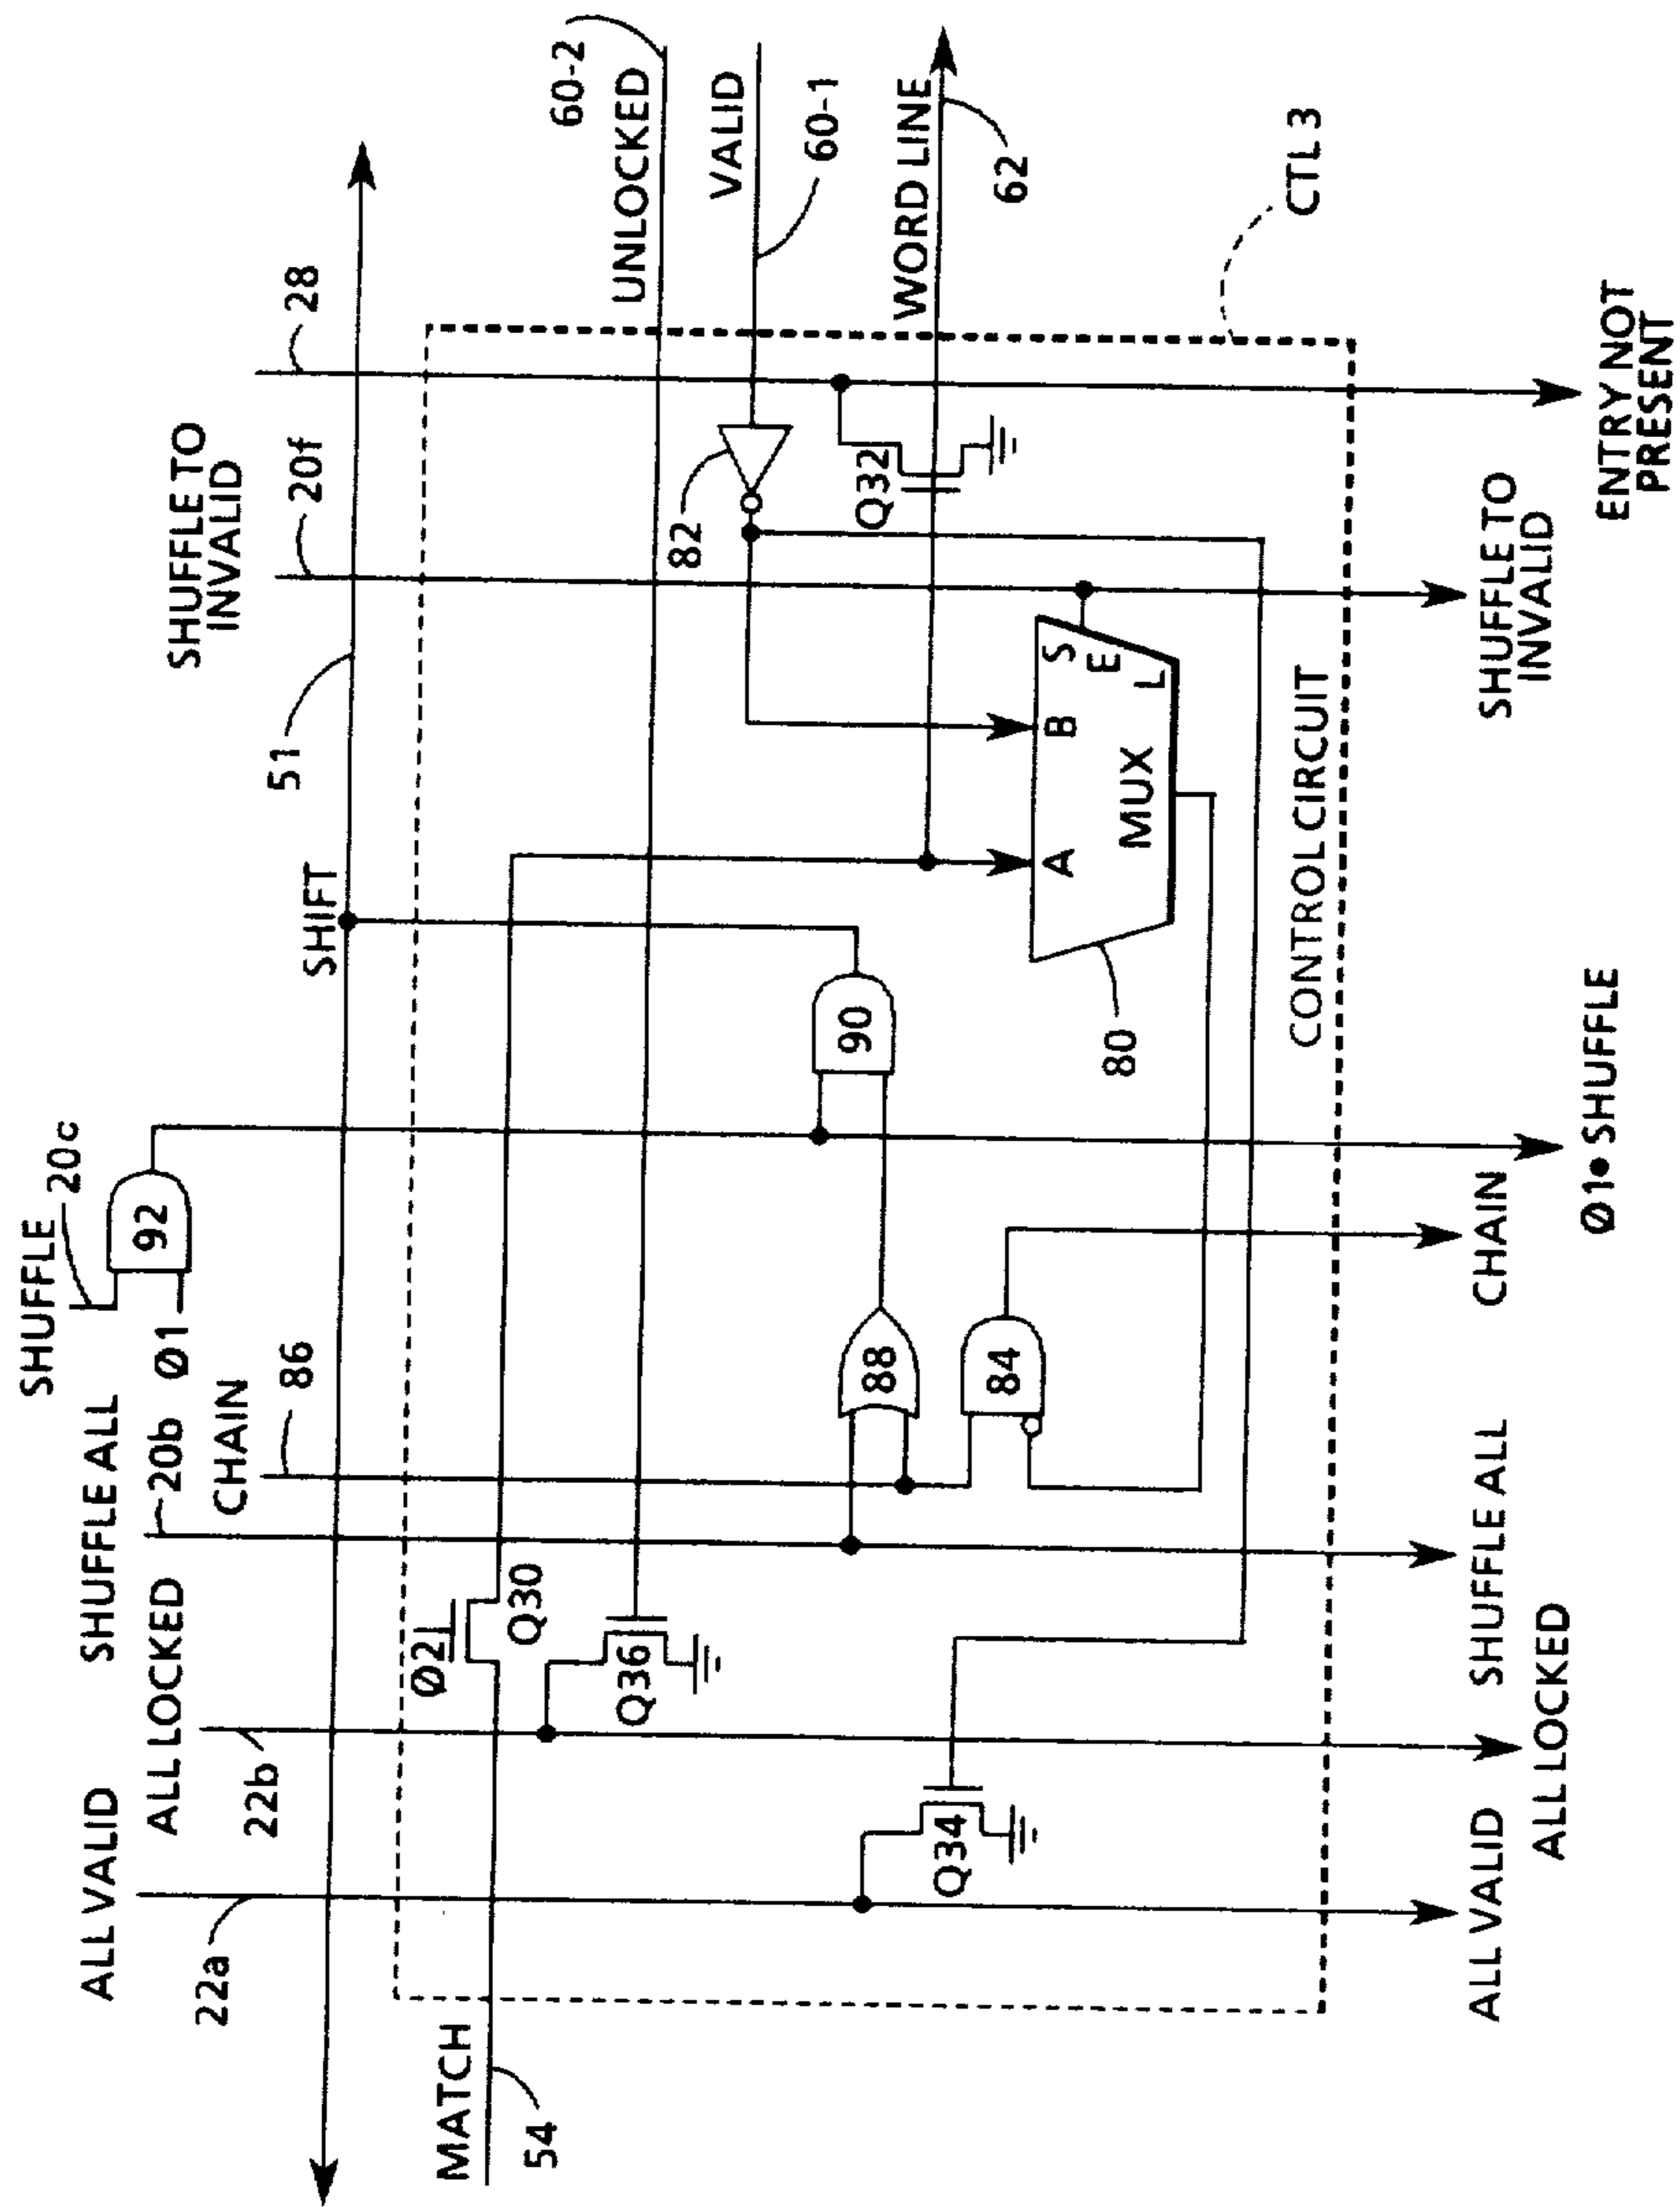 ALL VALID
22a
ALL LOCKED
22b
SHUFFLE ALL
20b
CHAIN
86
SHUFFLE
20c
Ø1
92
SHIFT
51
SHUFFLE TO
INVALID
20f
28
MATCH
54
Ø2
Q30
Q36
UNLOCKED
60-2
VALID
60-1
82
Q32
WORD LINE
62
88
90
84
Q34
A
B
S
E
L
MUX
80
CONTROL CIRCUIT
CTL 3
ALL VALID
ALL LOCKED
SHUFFLE ALL
CHAIN
Ø1• SHUFFLE
SHUFFLE TO
INVALID
ENTRY NOT
PRESENT